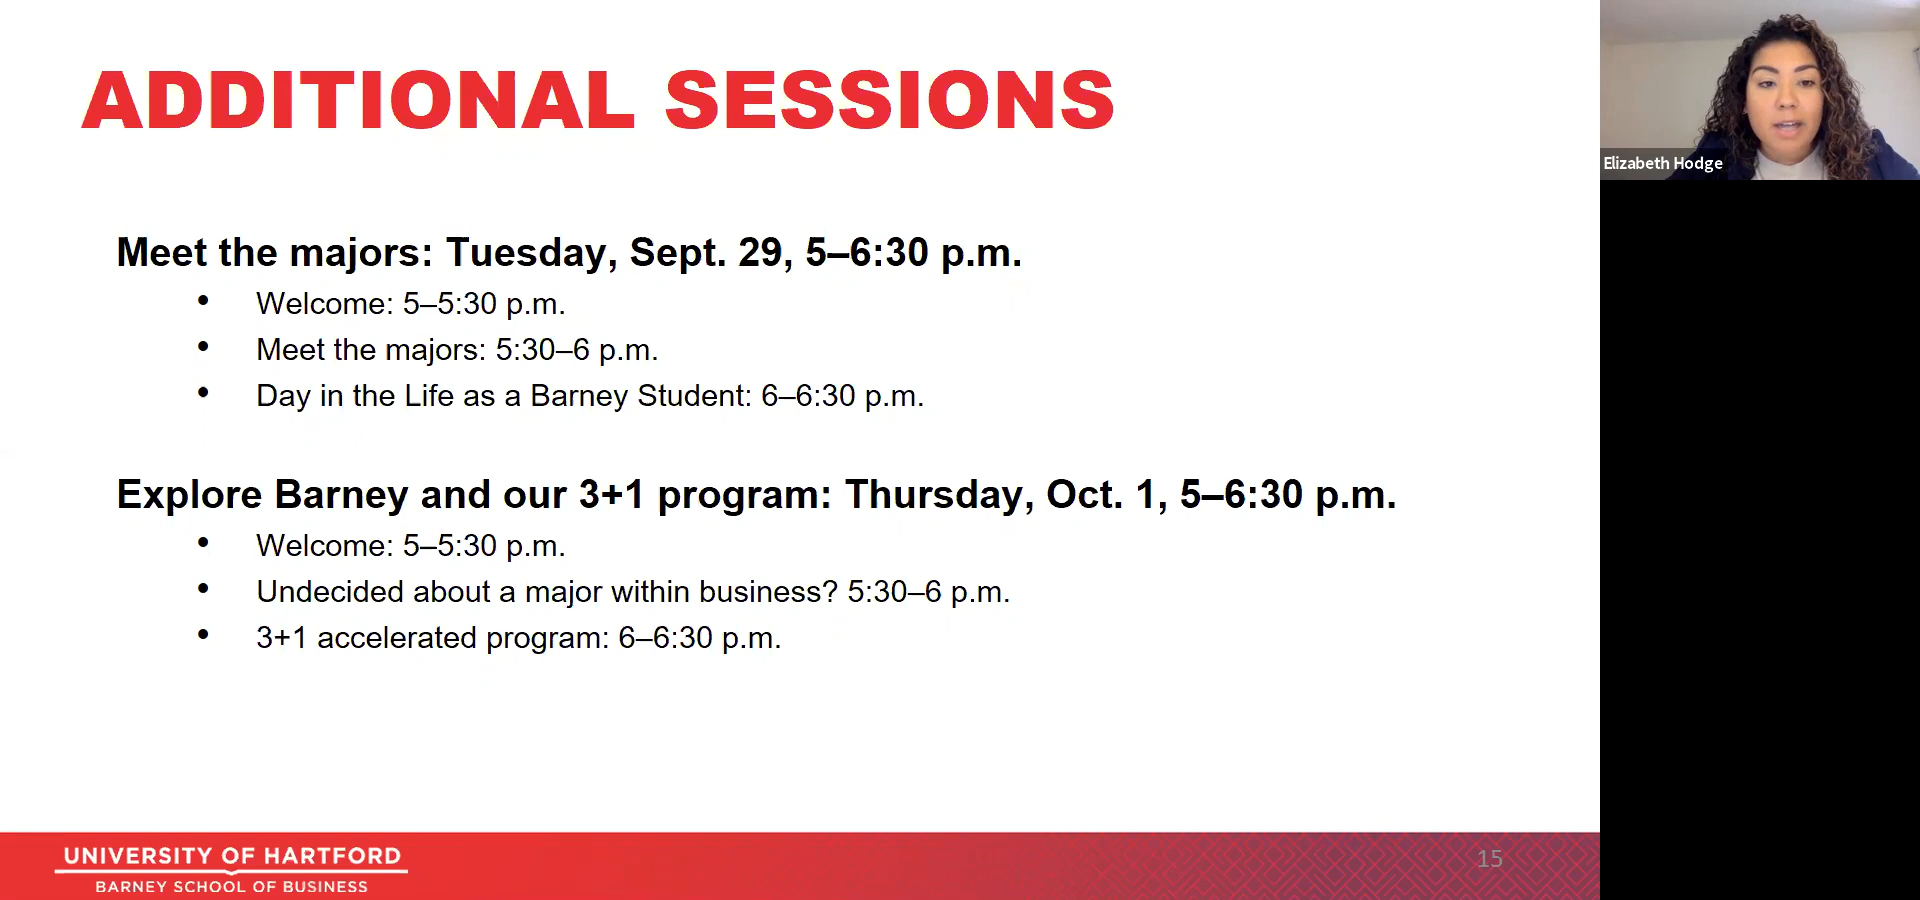 ADDITIONAL SESSIONS
Elizabeth Hodge
Meet the majors: Tuesday, Sept. 29, 5–6:30 p.m.
• Welcome: 5–5:30 p.m.
• Meet the majors: 5:30–6 p.m.
• Day in the Life as a Barney Student: 6–6:30 p.m.
Explore Barney and our 3+1 program: Thursday, Oct. 1, 5–6:30 p.m.
• Welcome: 5–5:30 p.m.
• Undecided about a major within business? 5:30–6 p.m.
• 3+1 accelerated program: 6–6:30 p.m.
UNIVERSITY OF HARTFORD
BARNEY SCHOOL OF BUSINESS
15